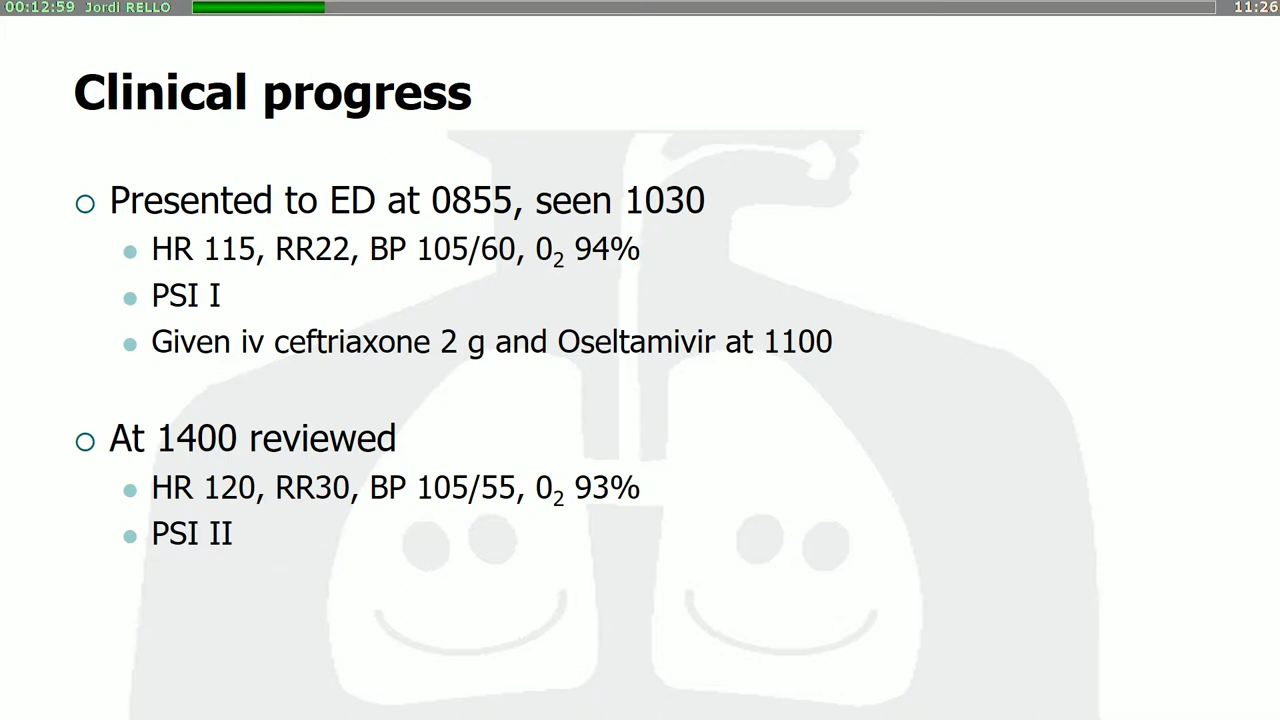 00:12:59 Jordi RELLO 11:26
Clinical progress
Presented to ED at 0855, seen 1030
HR 115, RR22, BP 105/60, 0₂ 94%
PSI I
Given iv ceftriaxone 2 g and Oseltamivir at 1100
At 1400 reviewed
HR 120, RR30, BP 105/55, 0₂ 93%
PSI II